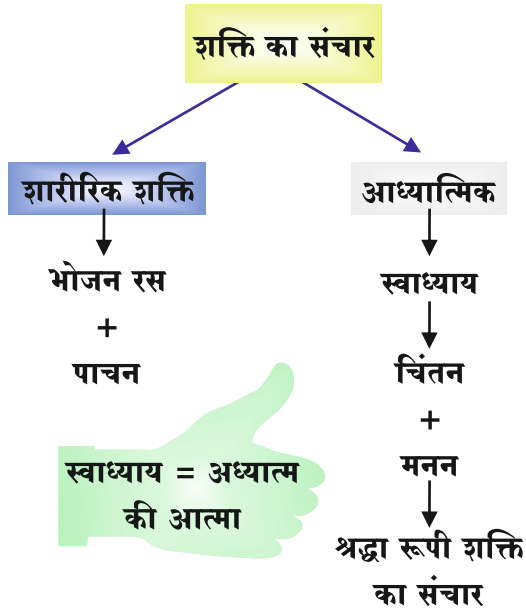 शक्ति का संचार
शारीरिक शक्ति
भोजन रस
+
पाचन
आध्यात्मिक
स्वाध्याय
चिंतन
+
मनन
श्रद्धा रूपी शक्ति
का संचार
स्वाध्याय = अध्यात्म
की आत्मा